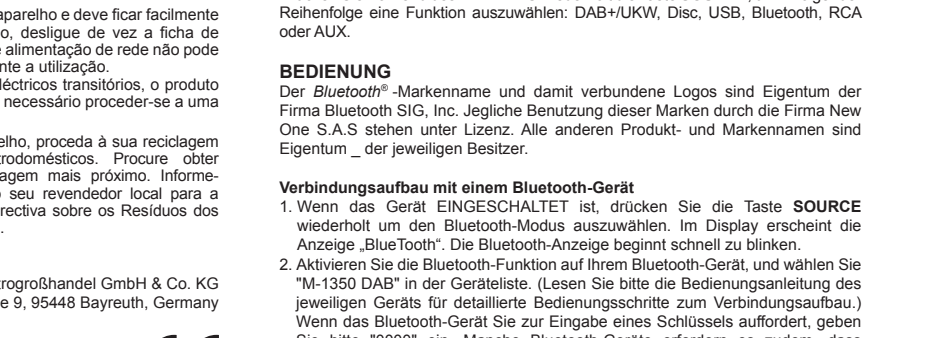 aparelho e deve ficar facilmente
o, desligue de vez a ficha de
alimentação de rede não pode
nte a utilização.
éctricos transitórios, o produto
necessário proceder-se a uma
elho, proceda à sua reciclagem
rodomésticos. Procure obter
agem mais próximo. Informe-
seu revendedor local para a
rectiva sobre os Resíduos dos
.
trogroßhandel GmbH & Co. KG
e 9, 95448 Bayreuth, Germany
Reihenfolge eine Funktion auszuwählen: DAB+/UKW, Disc, USB, Bluetooth, RCA
oder AUX.
BEDIENUNG
Der Bluetooth® -Markenname und damit verbundene Logos sind Eigentum der
Firma Bluetooth SIG, Inc. Jegliche Benutzung dieser Marken durch die Firma New
One S.A.S stehen unter Lizenz. Alle anderen Produkt- und Markennamen sind
Eigentum _ der jeweiligen Besitzer.
Verbindungsaufbau mit einem Bluetooth-Gerät
1. Wenn das Gerät EINGESCHALTET ist, drücken Sie die Taste SOURCE
wiederholt um den Bluetooth-Modus auszuwählen. Im Display erscheint die
Anzeige „BlueTooth“. Die Bluetooth-Anzeige beginnt schnell zu blinken.
2. Aktivieren Sie die Bluetooth-Funktion auf Ihrem Bluetooth-Gerät, und wählen Sie
"M-1350 DAB" in der Geräteliste. (Lesen Sie bitte die Bedienungsanleitung des
jeweiligen Geräts für detaillierte Bedienungsschritte zum Verbindungsaufbau.)
Wenn das Bluetooth-Gerät Sie zur Eingabe eines Schlüssels auffordert, geben